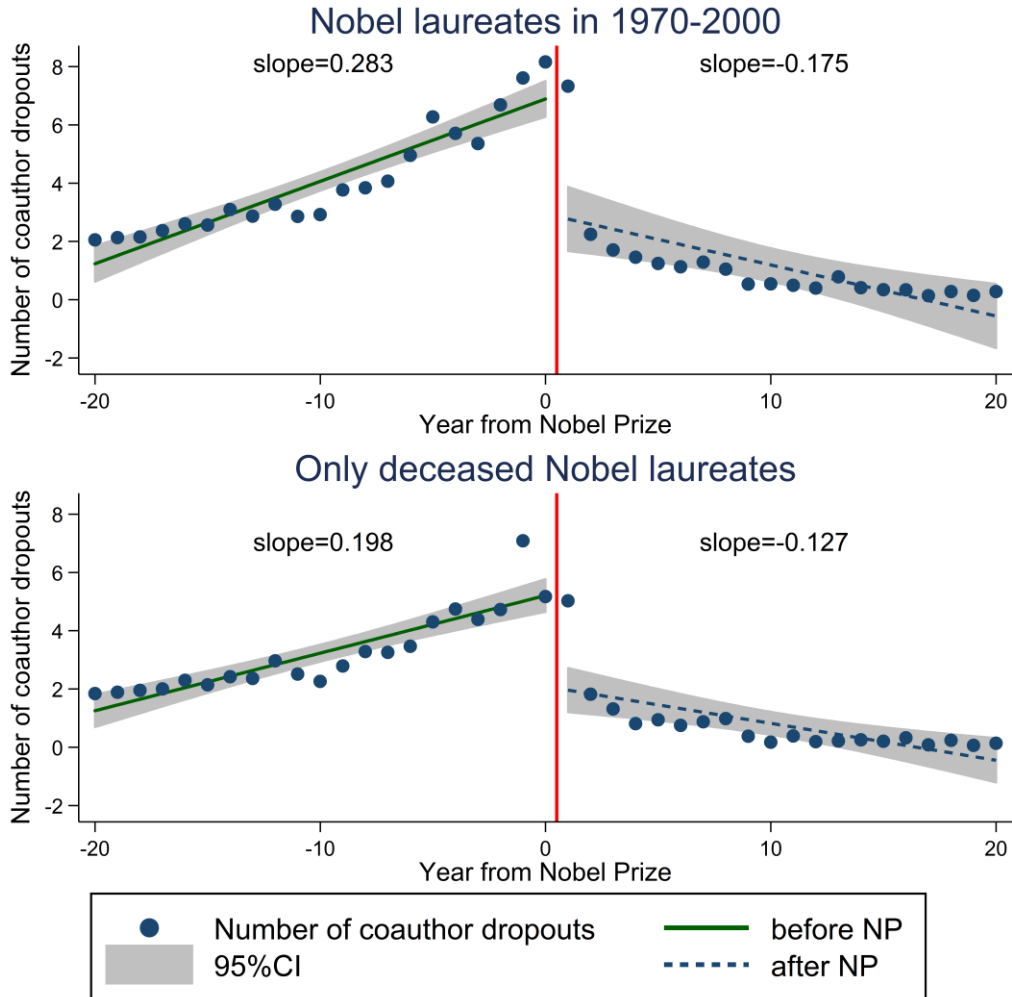 Nobel laureates in 1970-2000
slope=0.283
slope=-0.175
Number of coauthor dropouts
8
6
4
2
0
-2
-20
-10
0
10
20
Year from Nobel Prize
Only deceased Nobel laureates
slope=0.198
slope=-0.127
Number of coauthor dropouts
8
6
4
2
0
-2
-20
-10
0
10
20
Year from Nobel Prize
Number of coauthor dropouts
before NP
95%CI
after NP